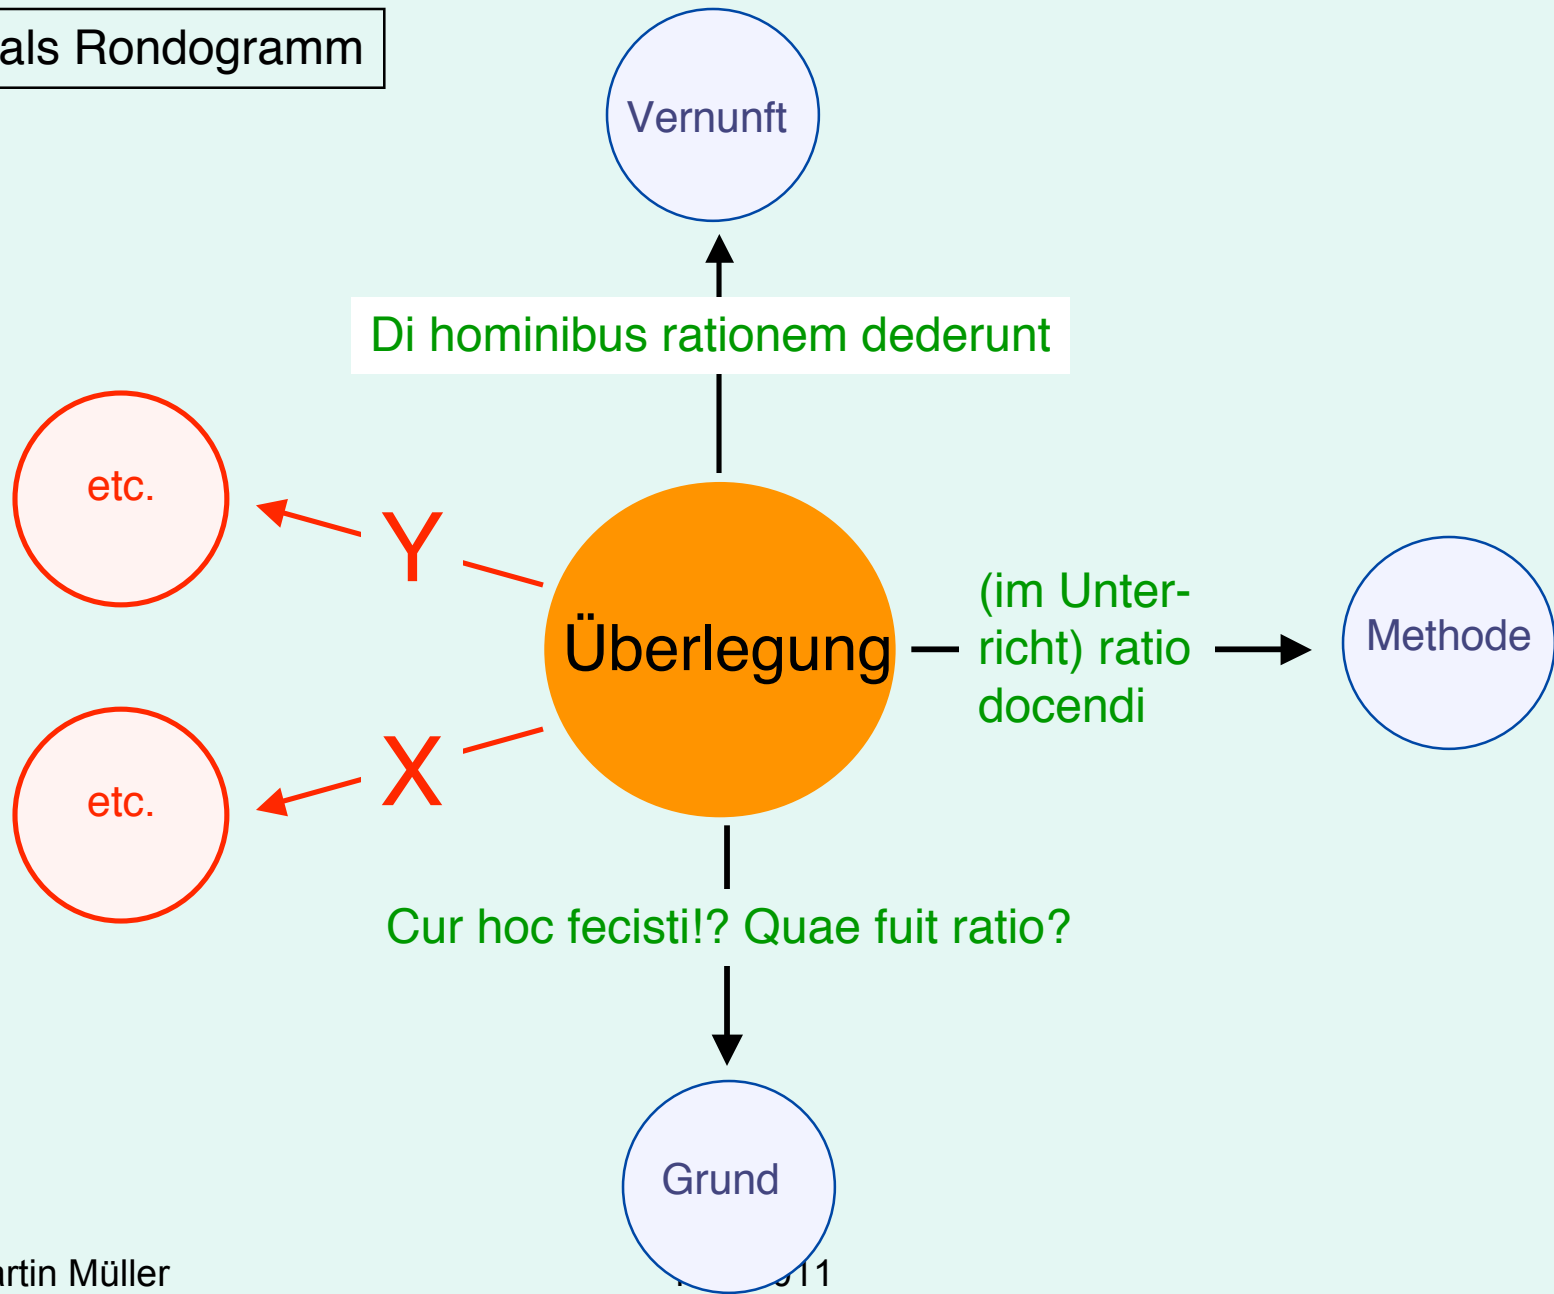 als Rondogramm
Vernunft
Di hominibus rationem dederunt
etc.
Y
Überlegung
(im Unter-
richt) ratio
docendi
Methode
etc.
X
Cur hoc fecisti!? Quae fuit ratio?
Grund
Müller